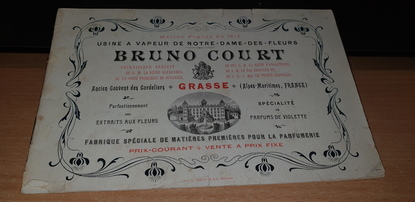 USINE A VAPEUR DE NOTRE-DAME-DES-FLEURS
BRUNO COURT
Ancien Couvent des Cordeliers
GRASSE
(Alpes-Maritimes, FRANCE)
Perfectionnement
aux
EXTRAITS AUX FLEURS
SPÉCIALITÉ
DE
PARFUMS DE VIOLETTE
FABRIQUE SPÉCIALE DE MATIÈRES PREMIÈRES POUR LA PARFUMERIE
PRIX-COURANT & VENTE A PRIX FIXE